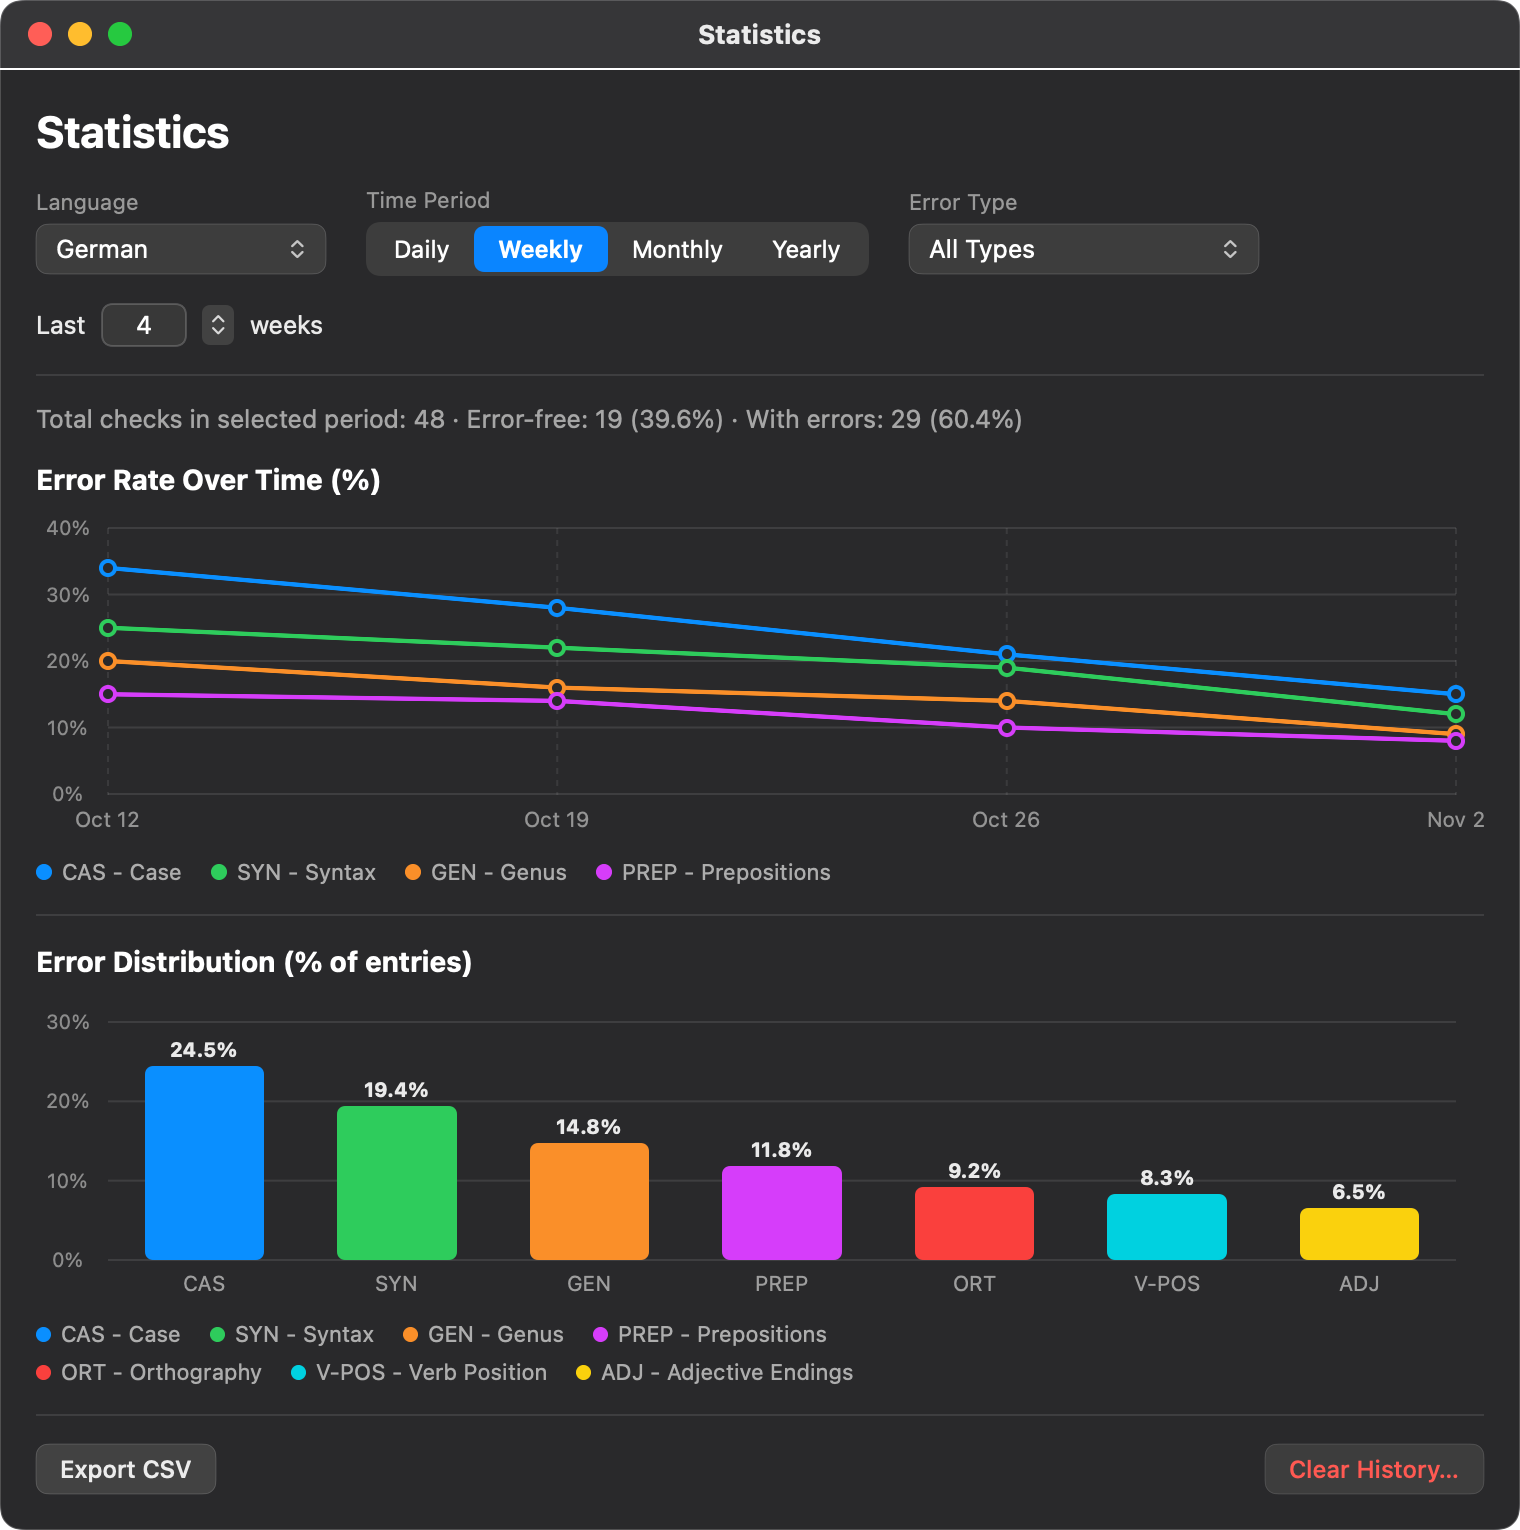 Statistics
Statistics
Language
Time Period
Error Type
German
Daily Weekly Monthly Yearly
All Types
Last 4 weeks
Total checks in selected period: 48 · Error-free: 19 (39.6%) · With errors: 29 (60.4%)
Error Rate Over Time (%)
40%
30%
20%
10%
0%
Oct 12 Oct 19 Oct 26 Nov 2
CAS - Case SYN - Syntax GEN - Genus PREP - Prepositions
Error Distribution (% of entries)
30%
20%
10%
0%
24.5% 19.4% 14.8% 11.8% 9.2% 8.3% 6.5%
CAS SYN GEN PREP ORT V-POS ADJ
CAS - Case SYN - Syntax GEN - Genus PREP - Prepositions
ORT - Orthography V-POS - Verb Position ADJ - Adjective Endings
Export CSV Clear History...